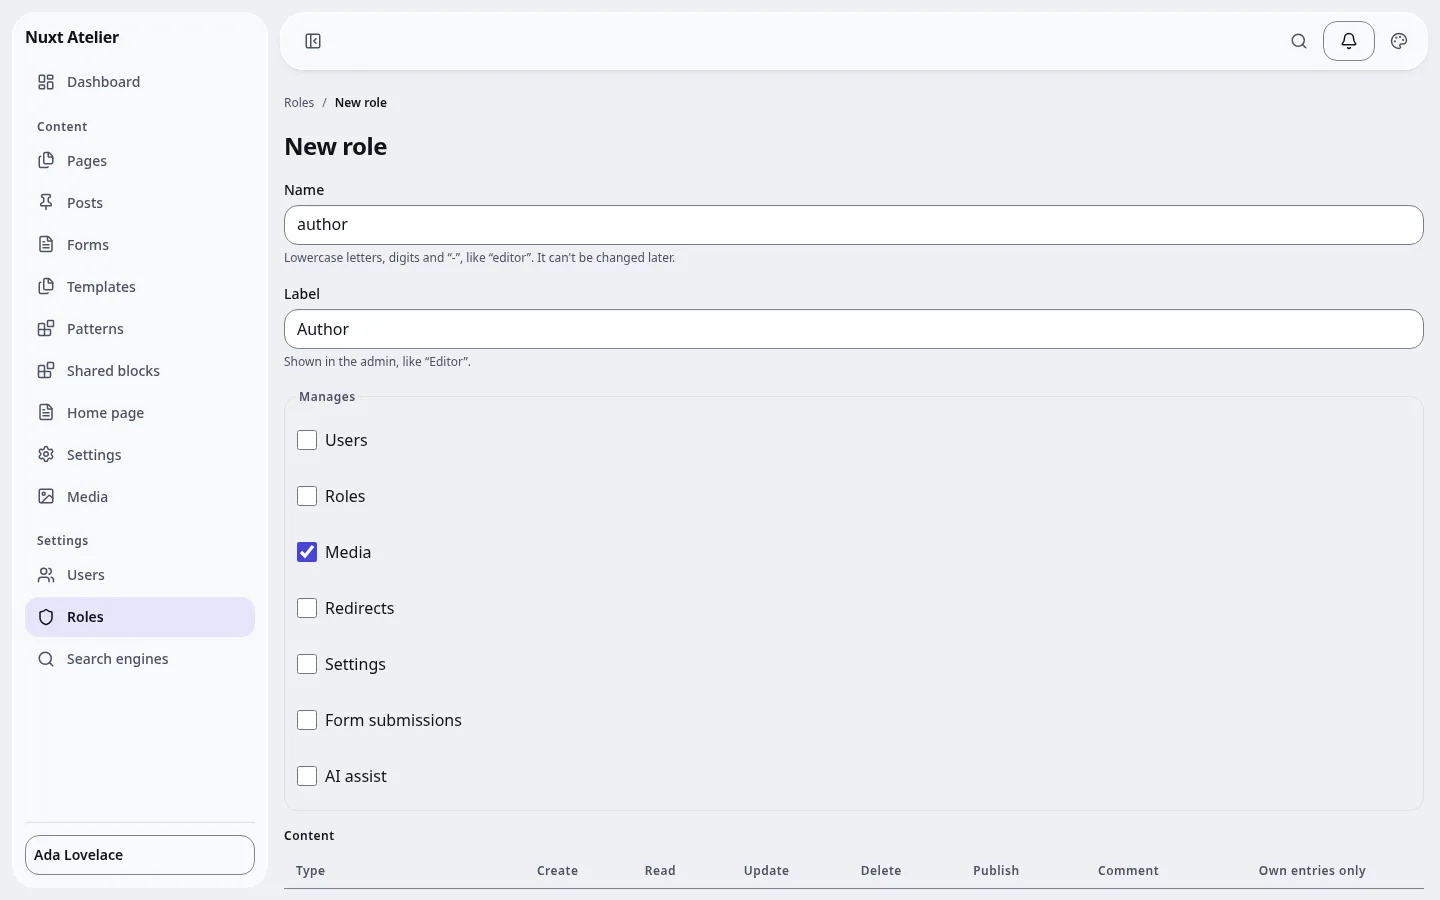 Nuxt Atelier
Dashboard
Content
Pages
Posts
Forms
Templates
Patterns
Shared blocks
Home page
Settings
Media
Settings
Users
Roles
Search engines
Ada Lovelace
Roles / New role
New role
Name
author
Lowercase letters, digits and “-”, like “editor”. It can't be changed later.
Label
Author
Shown in the admin, like “Editor”.
Manages
Users
Roles
Media
Redirects
Settings
Form submissions
AI assist
Content
Type Create Read Update Delete Publish Comment Own entries only